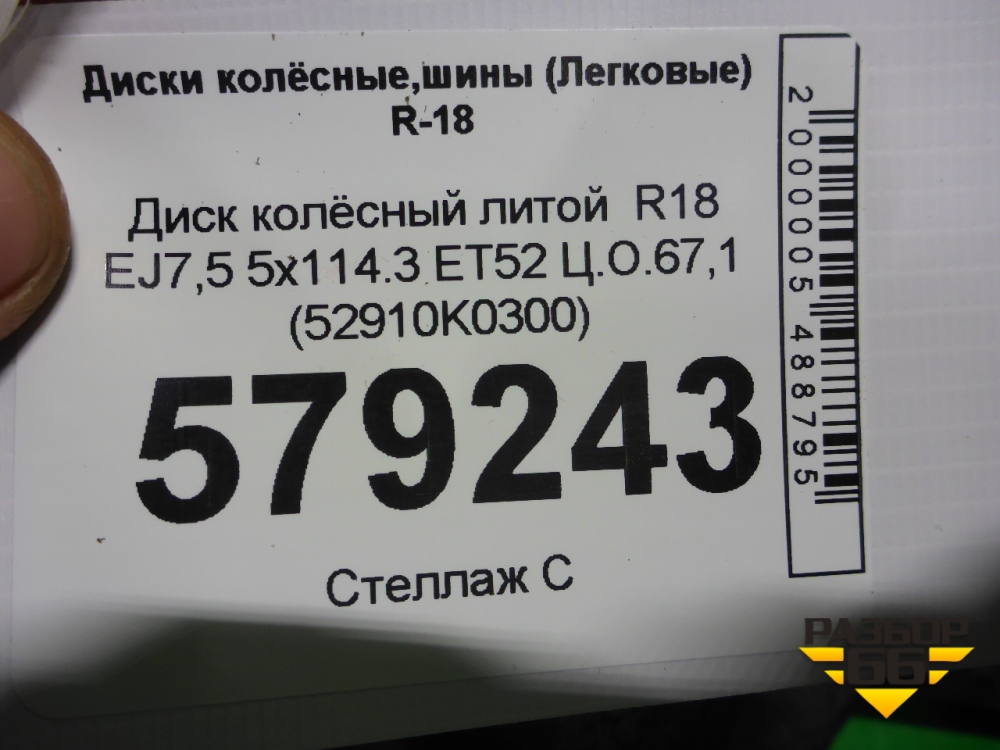 Диски колёсные,шины (Легковые)
R-18
Диск колёсный литой R18
EJ7,5 5x114.3 ET52 Ц.О.67,1
(52910K0300)
579243
Стеллаж С
2000005488795
РАЗБОР
66